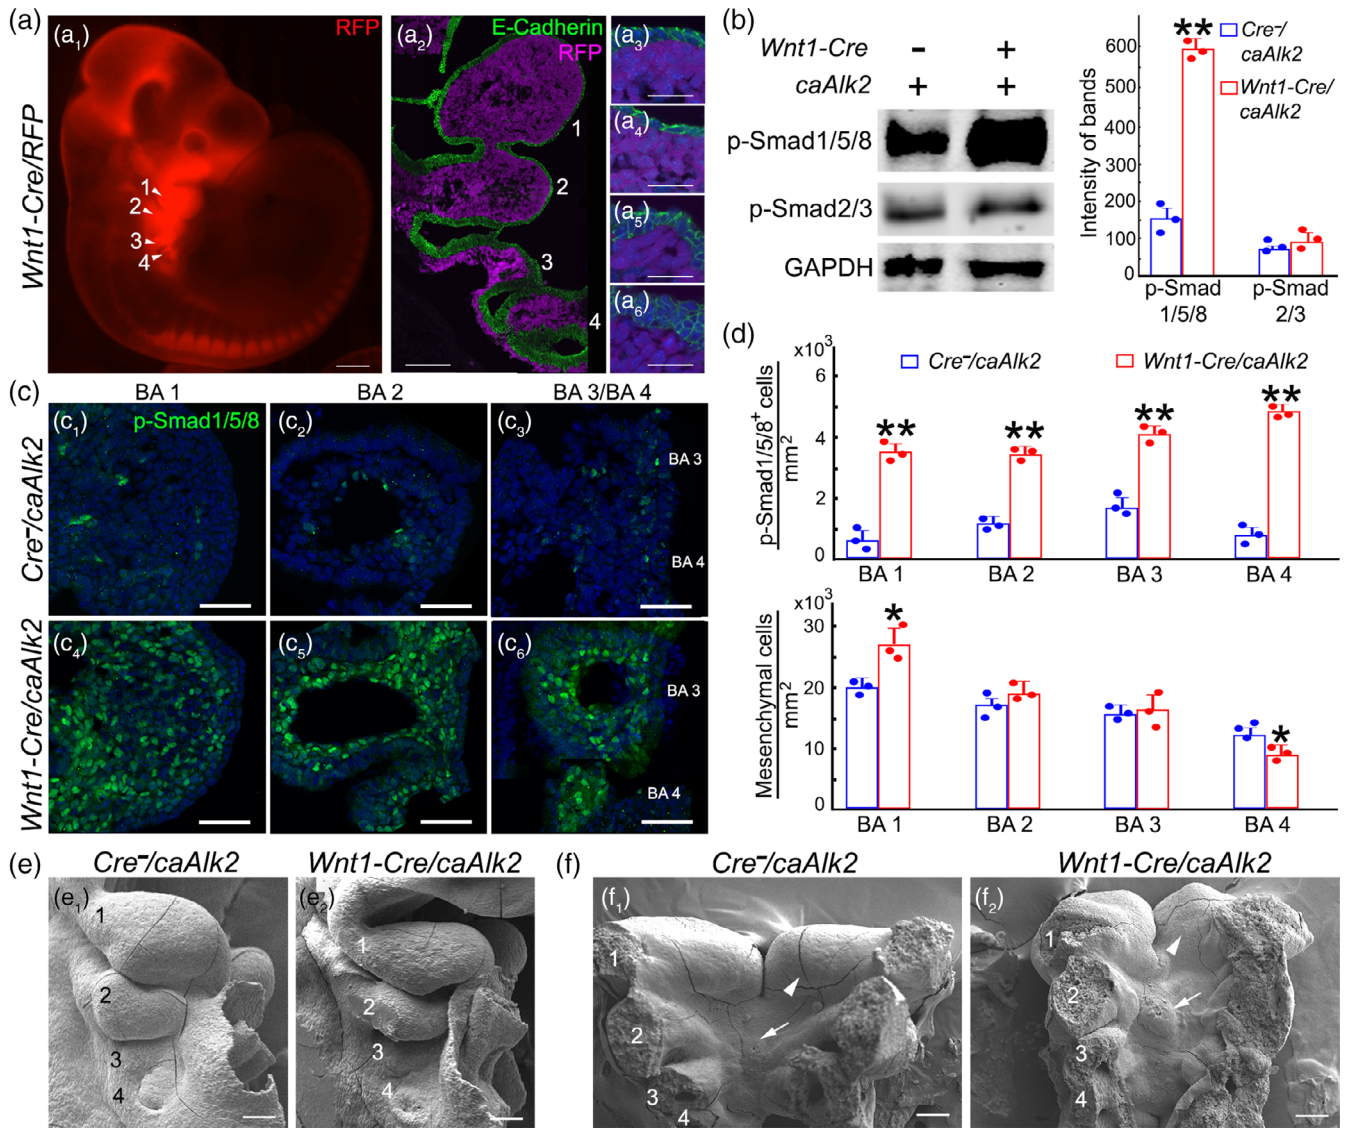 (a)
Wnt1-Cre/RFP
(a1)
RFP
1
2
3
4
(a2)
E-Cadherin
RFP
1
2
3
4
(a3)
(a4)
(a5)
(a6)
(b)
Wnt1-Cre - +
caAlk2 + +
p-Smad1/5/8
p-Smad2/3
GAPDH
Intensity of bands
600
500
400
300
200
100
0
**
Cre-/
caAlk2
Wnt1-Cre/
caAlk2
p-Smad
1/5/8
p-Smad
2/3
(c)
BA 1
BA 2
BA 3/BA 4
Cre-/caAlk2
(c1)
p-Smad1/5/8
(c2)
(c3)
BA 3
BA 4
Wnt1-Cre/caAlk2
(c4)
(c5)
(c6)
BA 3
BA 4
(d)
x10³
Cre-/caAlk2
Wnt1-Cre/caAlk2
p-Smad1/5/8+ cells
mm²
6
4
2
0
**
**
**
**
BA 1
BA 2
BA 3
BA 4
x10³
Mesenchymal cells
mm²
30
20
10
0
*
*
BA 1
BA 2
BA 3
BA 4
(e)
Cre-/caAlk2
Wnt1-Cre/caAlk2
(e1)
1
2
3
4
(e2)
1
2
3
4
(f)
Cre-/caAlk2
Wnt1-Cre/caAlk2
(f1)
1
2
3
4
(f2)
1
2
3
4